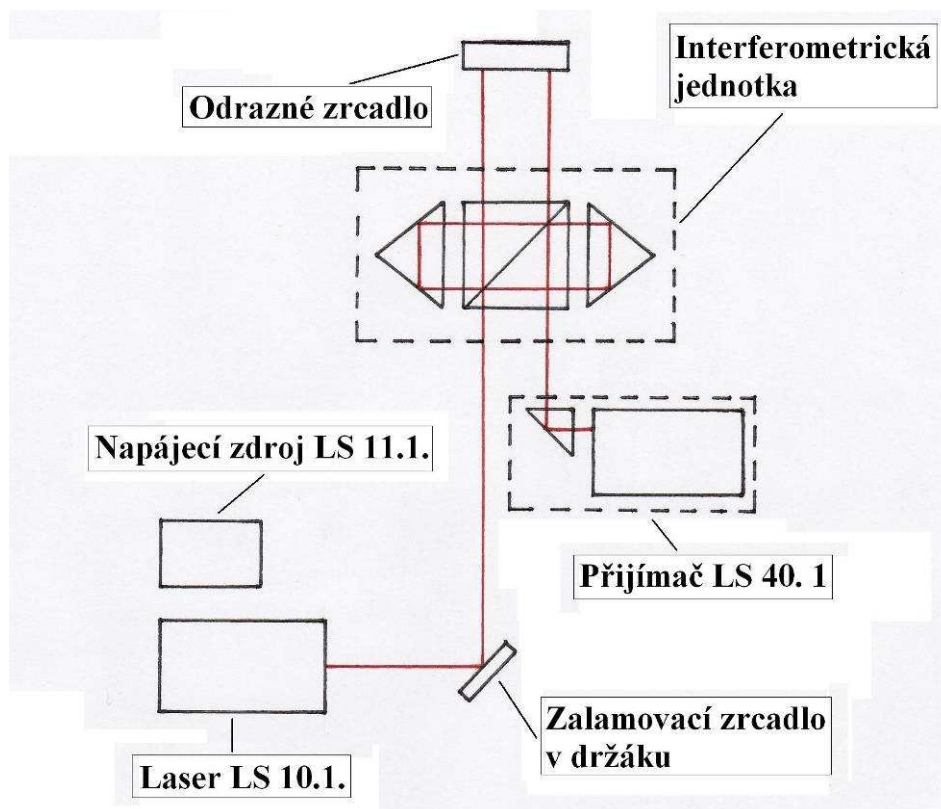 Interferometrická
jednotka
Odrazné zrcadlo
Napájecí zdroj LS 11.1.
Přijímač LS 40. 1
Zalamovací zrcadlo
v držáku
Laser LS 10.1.